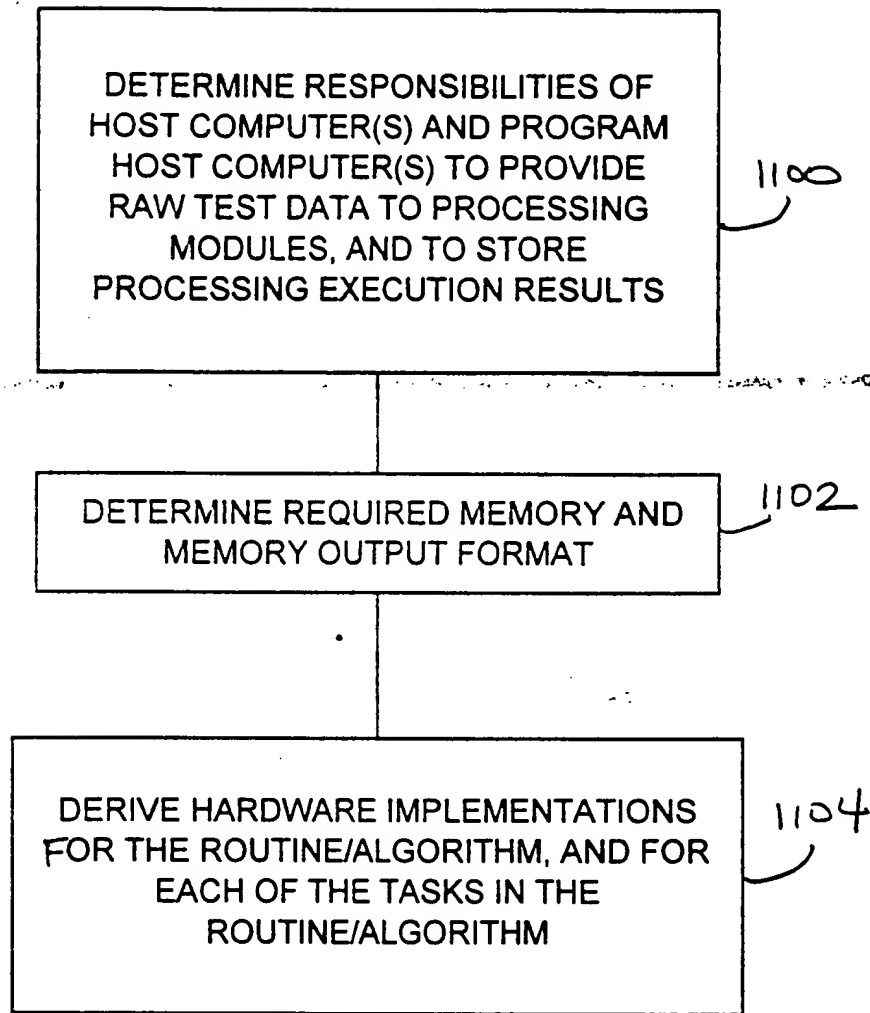 DETERMINE RESPONSIBILITIES OF
HOST COMPUTER(S) AND PROGRAM
HOST COMPUTER(S) TO PROVIDE
RAW TEST DATA TO PROCESSING
MODULES, AND TO STORE
PROCESSING EXECUTION RESULTS
1100
DETERMINE REQUIRED MEMORY AND
MEMORY OUTPUT FORMAT
1102
DERIVE HARDWARE IMPLEMENTATIONS
FOR THE ROUTINE/ALGORITHM, AND FOR
EACH OF THE TASKS IN THE
ROUTINE/ALGORITHM
1104